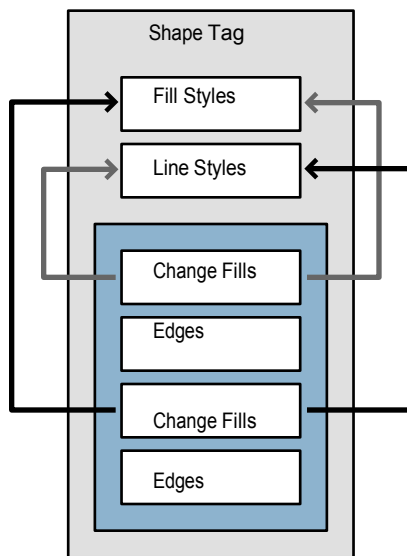 Shape Tag
Fill Styles
Line Styles
Change Fills
Edges
Change Fills
Edges